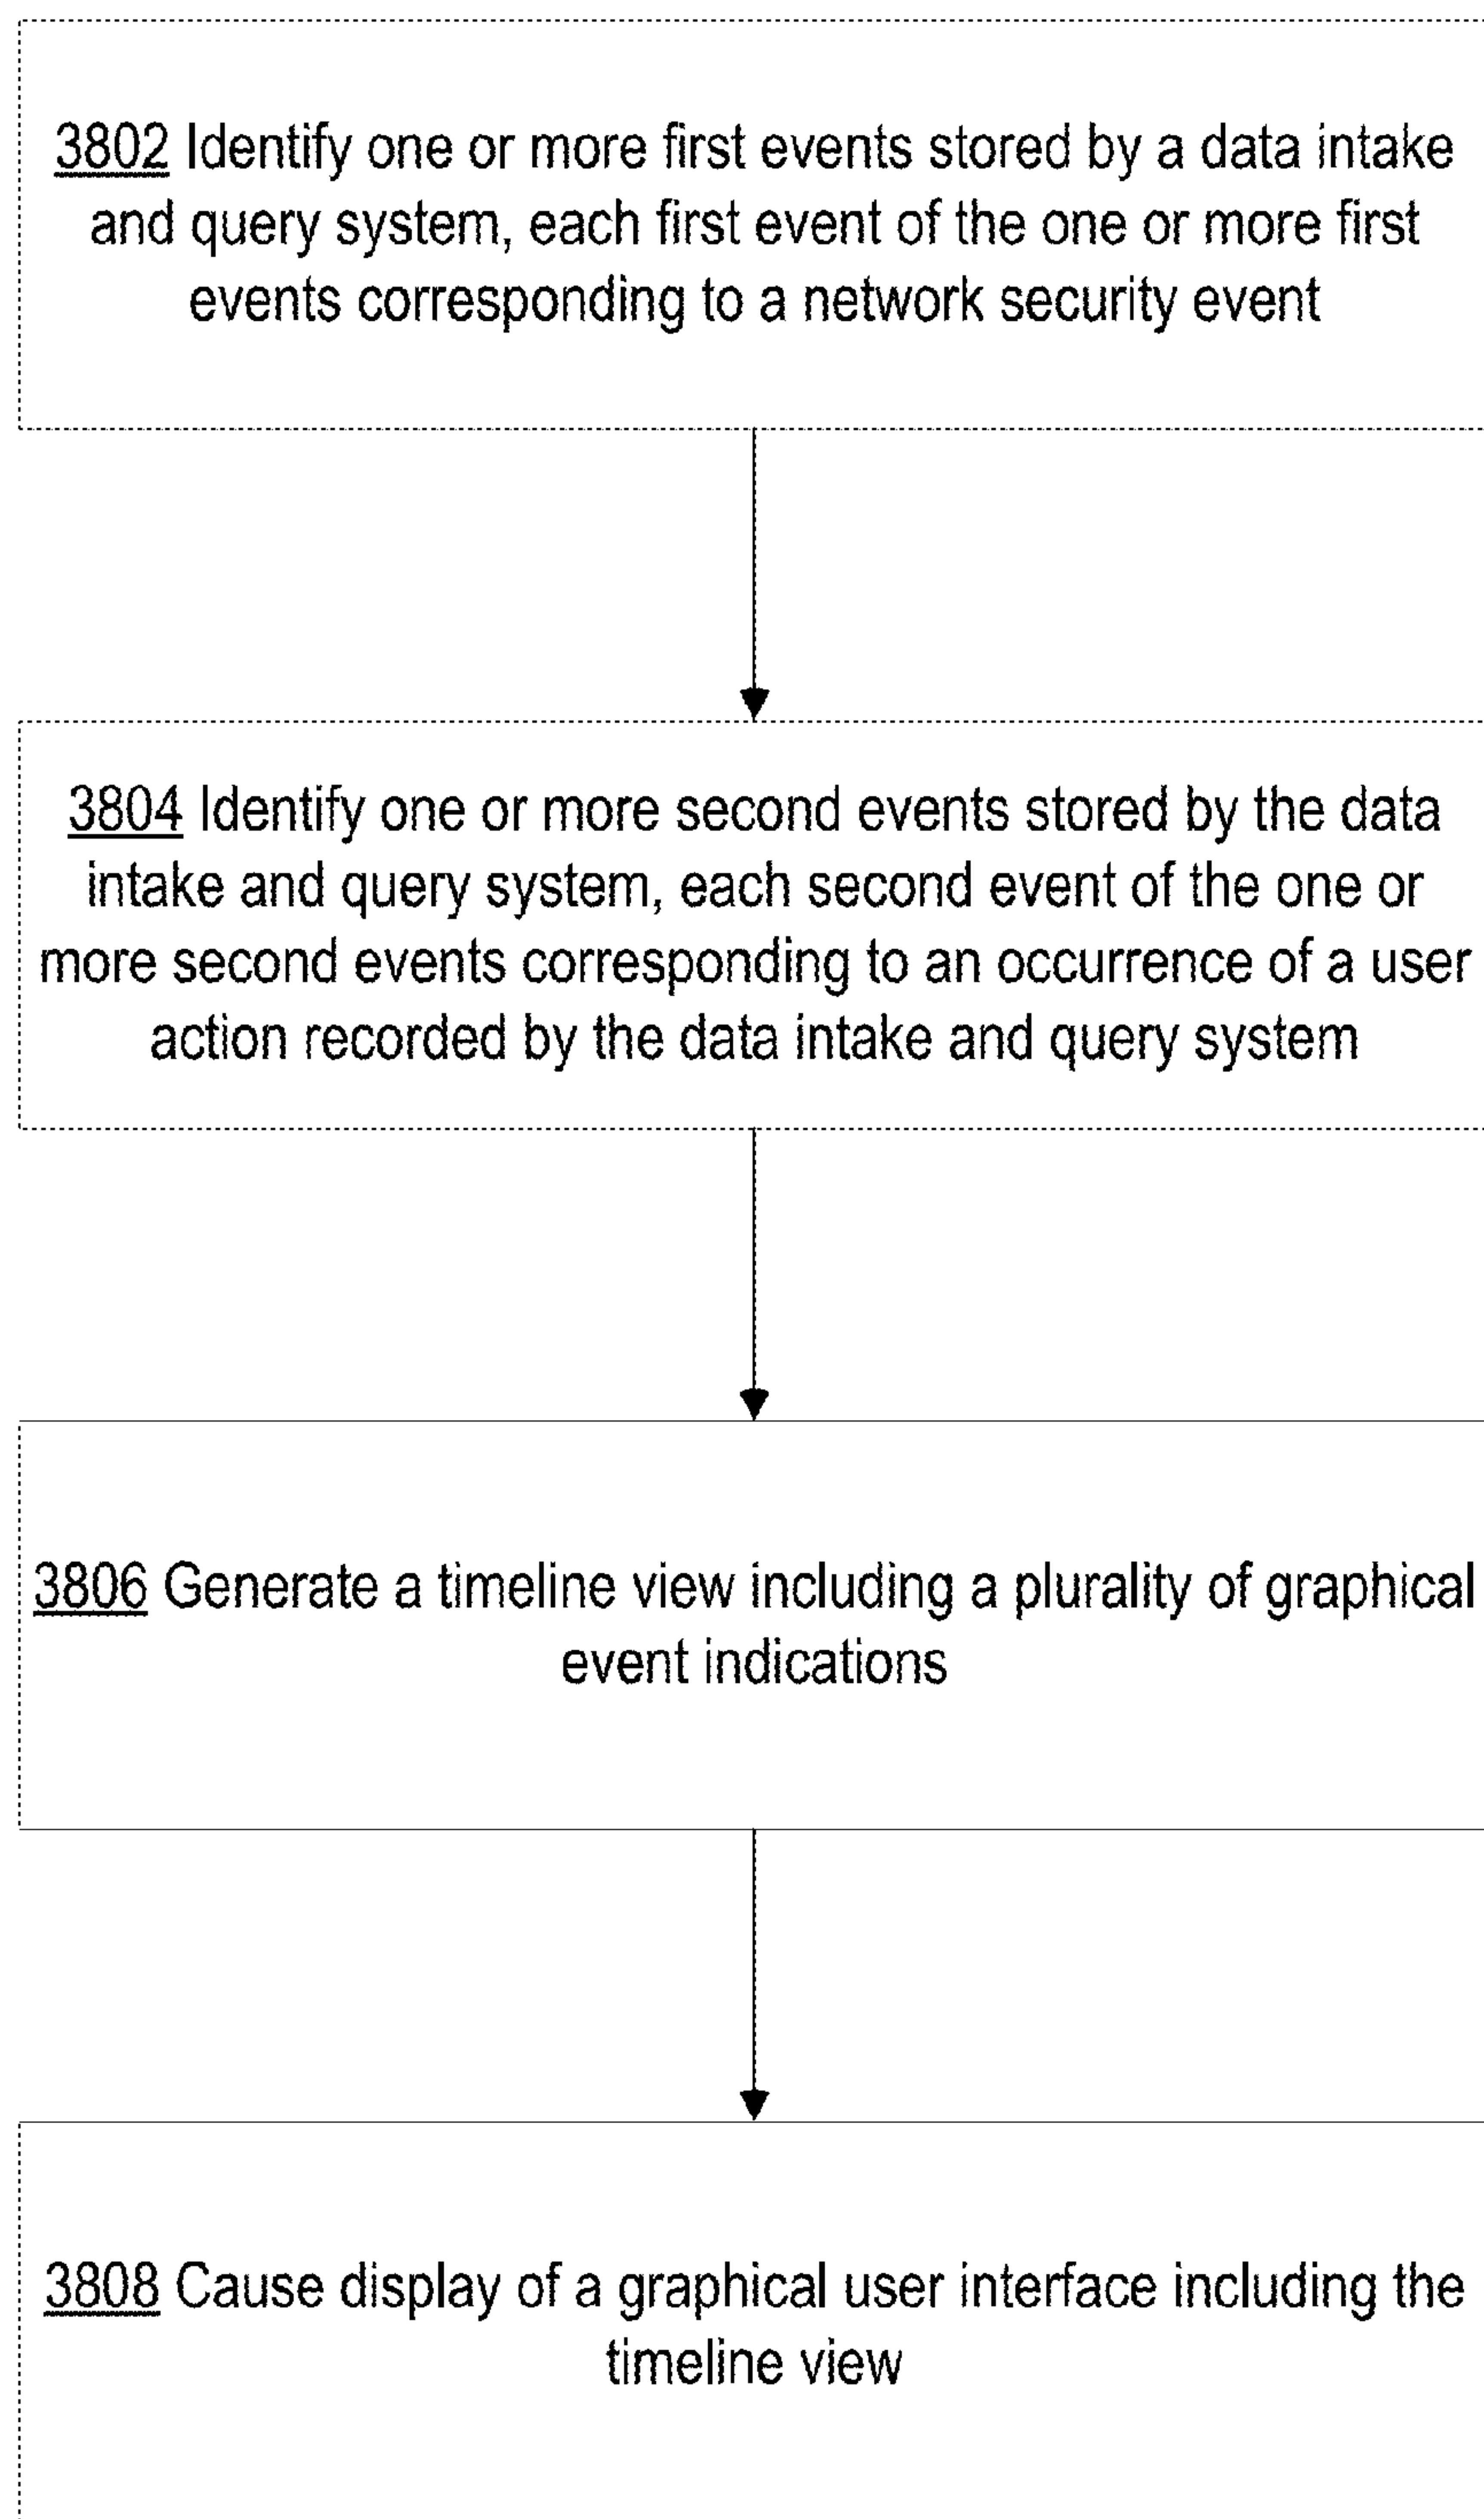 3802 Identify one or more first events stored by a data intake
and query system, each first event of the one or more first
events corresponding to a network security event
3804 Identify one or more second events stored by the data
intake and query system, each second event of the one or
more second events corresponding to an occurrence of a user
action recorded by the data intake and query system
3806 Generate a timeline view including a plurality of graphical
event indications
3808 Cause display of a graphical user interface including the
timeline view